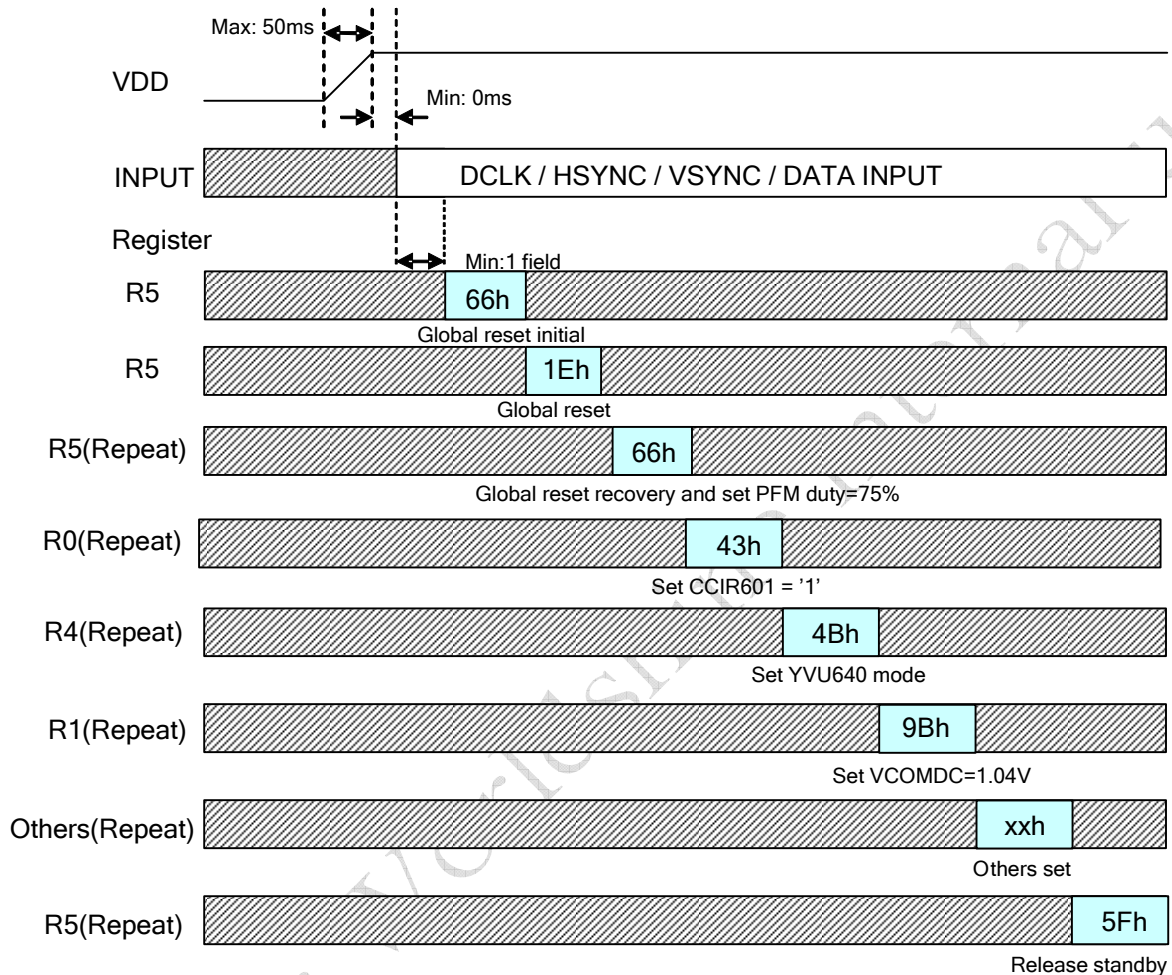 Max: 50ms
VDD
Min: 0ms
INPUT
DCLK / HSYNC / VSYNC / DATA INPUT
Register
Min:1 field
R5
66h
Global reset initial
R5
1Eh
Global reset
R5(Repeat)
66h
Global reset recovery and set PFM duty=75%
R0(Repeat)
43h
Set CCIR601 = '1'
R4(Repeat)
4Bh
Set YVU640 mode
R1(Repeat)
9Bh
Set VCOMDC=1.04V
Others(Repeat)
xxh
Others set
R5(Repeat)
5Fh
Release standby